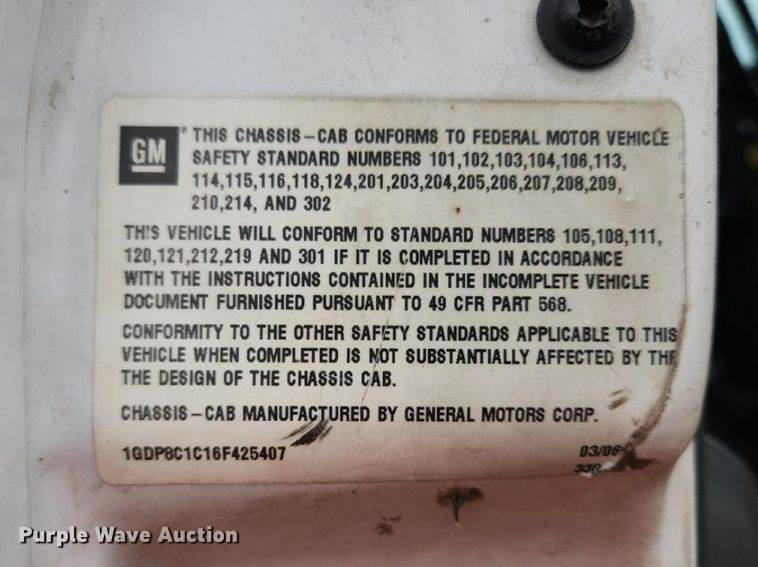 GM
THIS CHASSIS-CAB CONFORMS TO FEDERAL MOTOR VEHICLE
SAFETY STANDARD NUMBERS 101,102,103,104,106,113,
114,115,116,118,124,201,203,204,205,206,207,208,209,
210,214, AND 302
THIS VEHICLE WILL CONFORM TO STANDARD NUMBERS 105,108,111,
120,121,212,219 AND 301 IF IT IS COMPLETED IN ACCORDANCE
WITH THE INSTRUCTIONS CONTAINED IN THE INCOMPLETE VEHICLE
DOCUMENT FURNISHED PURSUANT TO 49 CFR PART 568.
CONFORMITY TO THE OTHER SAFETY STANDARDS APPLICABLE TO THIS
VEHICLE WHEN COMPLETED IS NOT SUBSTANTIALLY AFFECTED BY THE
THE DESIGN OF THE CHASSIS CAB.
CHASSIS-CAB MANUFACTURED BY GENERAL MOTORS CORP.
1GDP8C1C16F425407
03/06
Purple Wave Auction